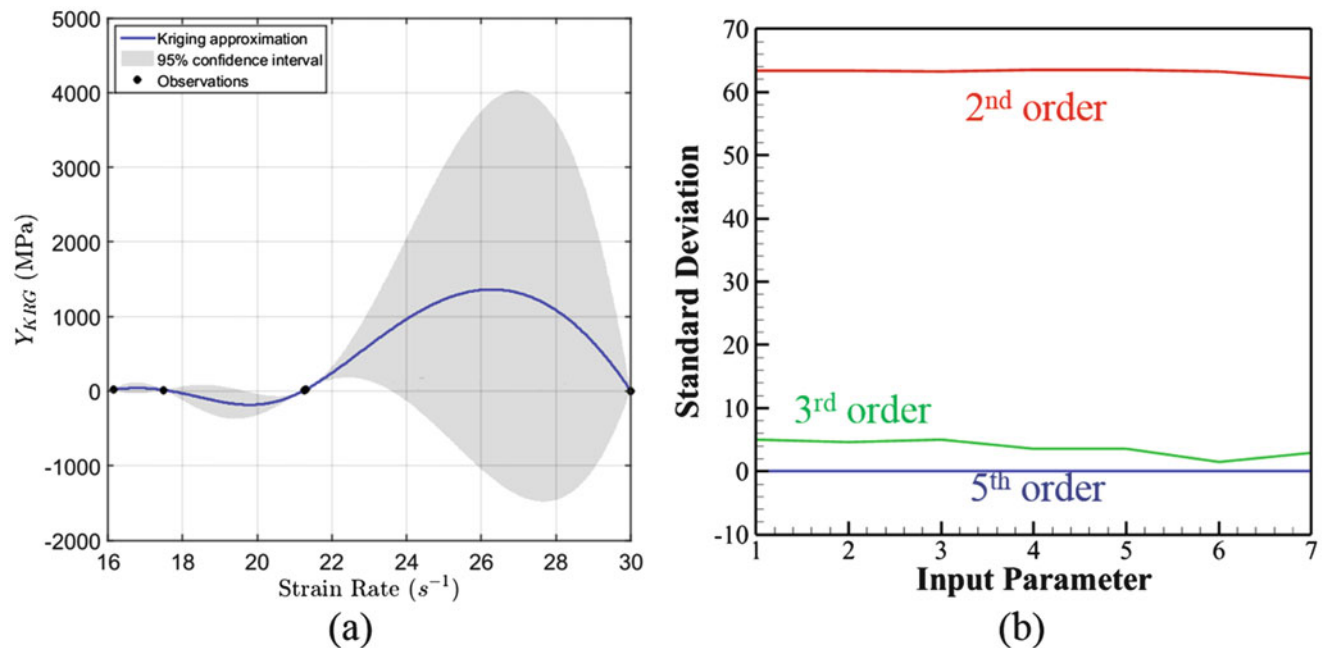 5000
4000
3000
2000
1000
0
-1000
-2000
Y_{KRG} (MPa)
Kriging approximation
95% confidence interval
Observations
16 18 20 22 24 26 28 30
Strain Rate (s^{-1})
(a)
70
60
50
40
30
20
10
0
-10
Standard Deviation
2nd order
3rd order
5th order
1 2 3 4 5 6 7
Input Parameter
(b)